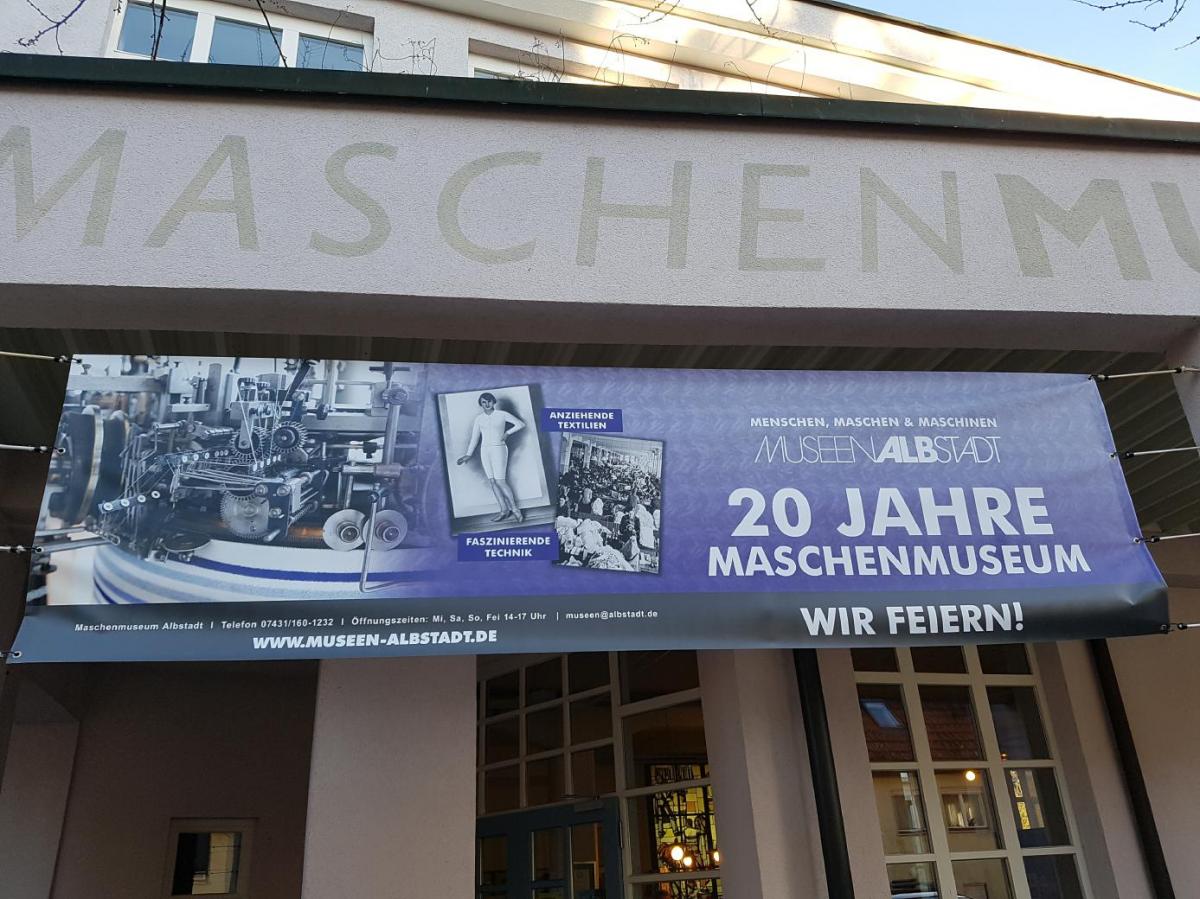 MASCHENMU
ANZIEHENDE
TEXTILIEN
FASZINIERENDE
TECHNIK
MENSCHEN, MASCHEN & MASCHINEN
MUSEENALBSTADT
20 JAHRE
MASCHENMUSEUM
WIR FEIERN!
Maschenmuseum Albstadt | Telefon 07431/160-1232 | Öffnungszeiten: Mi, Sa, So, Fei 14-17 Uhr | museen@albstadt.de
WWW.MUSEEN-ALBSTADT.DE